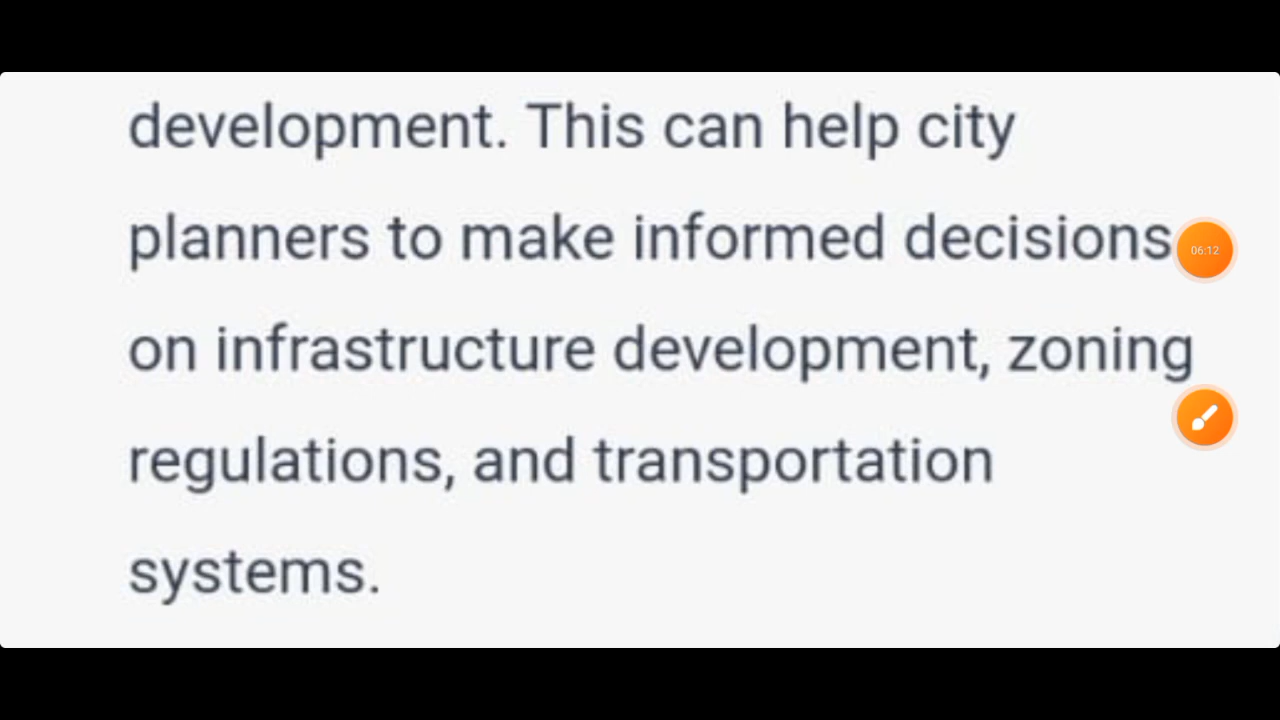 development. This can help city
planners to make informed decisions
06:12
on infrastructure development, zoning
regulations, and transportation
systems.